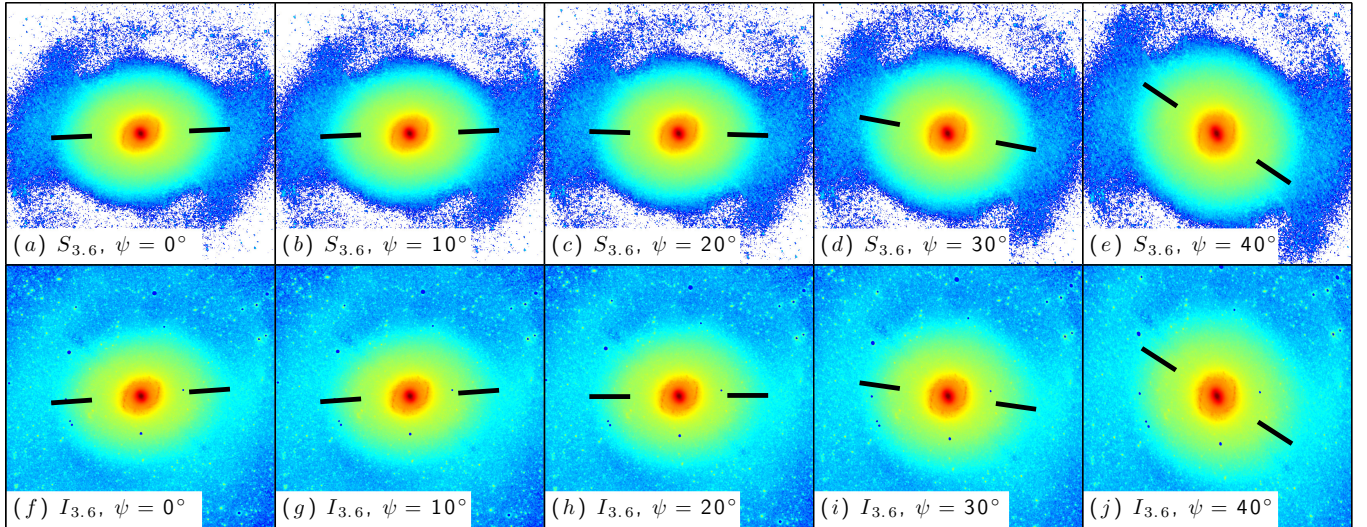 (a) S3.6, ψ = 0°
(b) S3.6, ψ = 10°
(c) S3.6, ψ = 20°
(d) S3.6, ψ = 30°
(e) S3.6, ψ = 40°
(f) I3.6, ψ = 0°
(g) I3.6, ψ = 10°
(h) I3.6, ψ = 20°
(i) I3.6, ψ = 30°
(j) I3.6, ψ = 40°